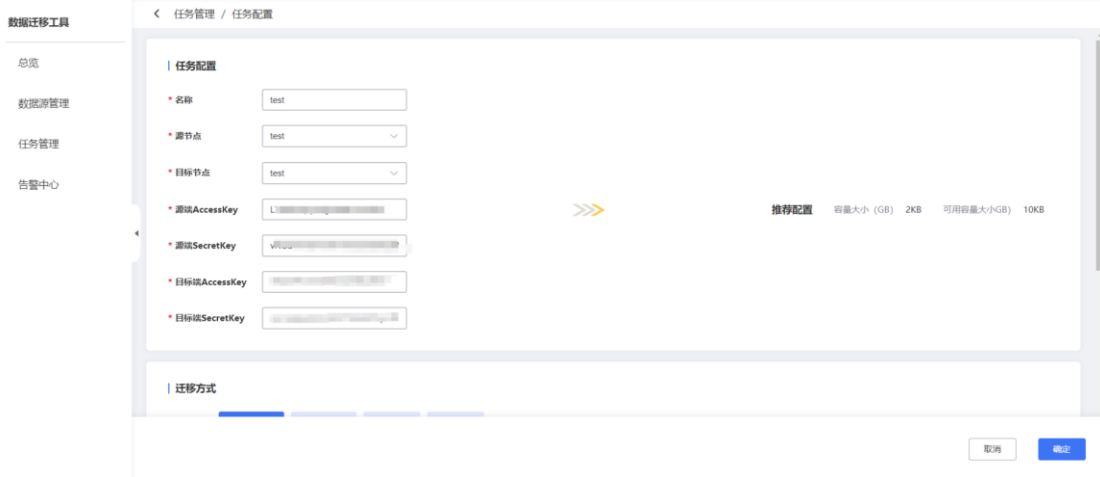 数据迁移工具
总览
数据源管理
任务管理
告警中心
任务管理 / 任务配置
任务配置
* 名称 test
* 源节点 test
* 目标节点 test
* 源端AccessKey
* 源端SecretKey
* 目标端AccessKey
* 目标端SecretKey
推荐配置 容量大小（GB） 2KB 可用容量大小GB) 10KB
迁移方式
取消 确定